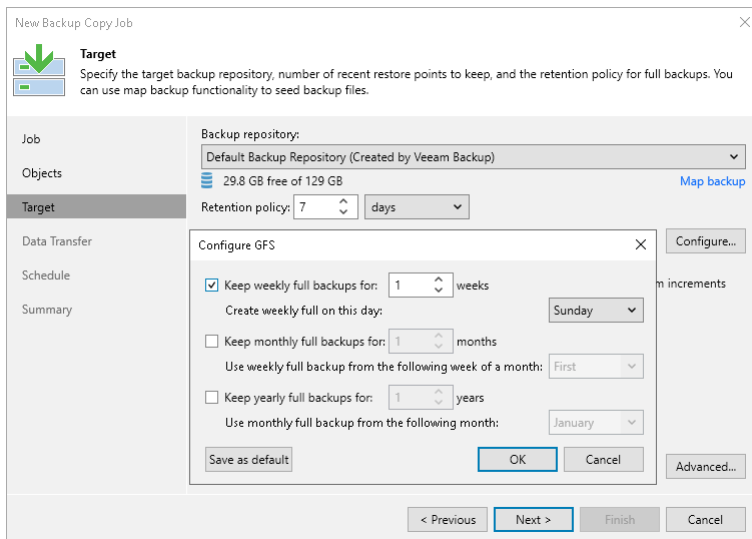 New Backup Copy Job
Target
Specify the target backup repository, number of recent restore points to keep, and the retention policy for full backups. You
can use map backup functionality to seed backup files.
Job
Objects
Target
Data Transfer
Schedule
Summary
Backup repository:
Default Backup Repository (Created by Veeam Backup)
29.8 GB free of 129 GB
Map backup
Retention policy: 7 days
Configure...
increments
Configure GFS
Keep weekly full backups for: 1 weeks
Create weekly full on this day: Sunday
Keep monthly full backups for: 1 months
Use weekly full backup from the following week of a month: First
Keep yearly full backups for: 1 years
Use monthly full backup from the following month: January
Save as default OK Cancel
Advanced...
< Previous Next > Finish Cancel